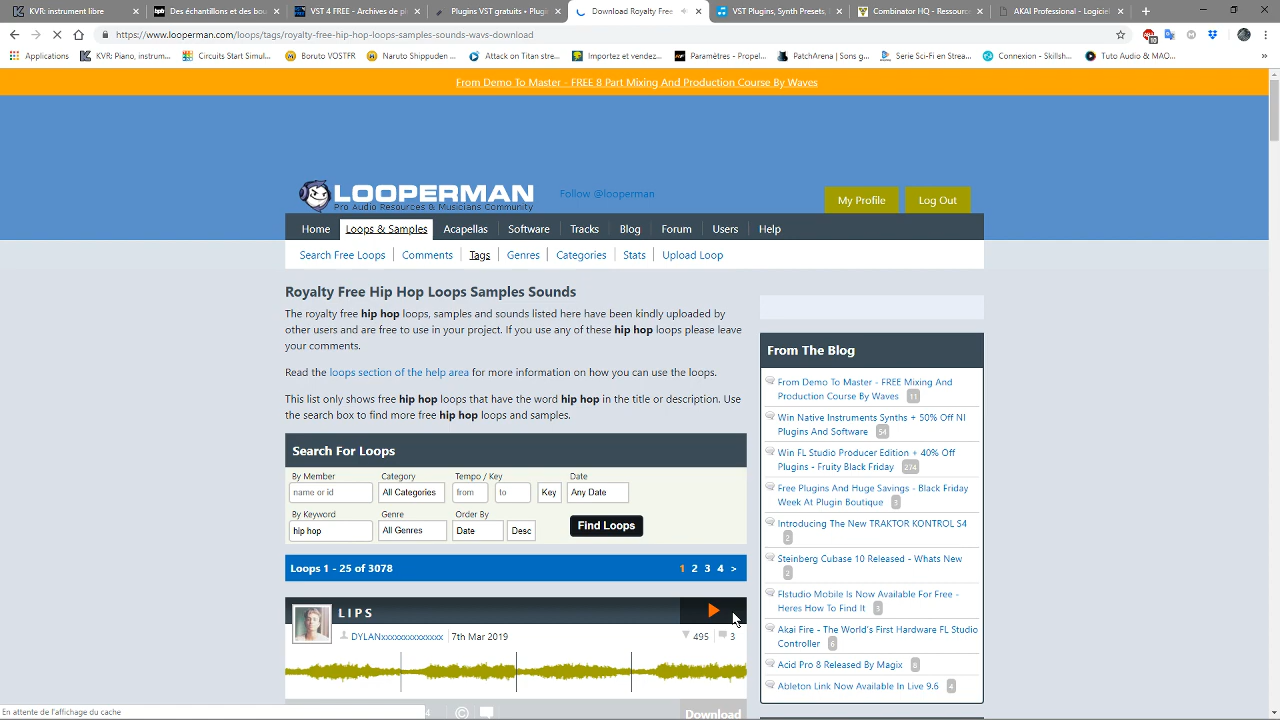 KVR: Piano, instrum…
Des échantillons et des bou
VST 4 FREE - Amplis
Plugins VST gratuites - Plu
Download Royalty Free
VST Plugins, Synth Presets
Combinator HQ - Ressourc
AKAI Professional - Logiciel
https://www.looperman.com/loops/tags/royalty-free-hip-hop-loops-samples-sounds-wavs-download
Applications
KVR: Piano, instrum…
Circuits Start Simul…
Boruto VOSTFR
Naruto Shippuden …
Attack on Titan stre…
Importez et vendez…
Paramètres - Propel…
PatchArena | Sons g…
Serie Sci-Fi en Strea…
Connexion - Skillsh…
Tuto Audio & MAO…
From Demo To Master - FREE 8 Part Mixing And Production Course By Waves
LOOPERMAN
Pro Audio Resources & Musicians Community
Follow @looperman
My Profile
Log Out
Home
Loops & Samples
Acapellas
Software
Tracks
Blog
Forum
Users
Help
Search Free Loops
Comments
Tags
Genres
Categories
Stats
Upload Loop
Royalty Free Hip Hop Loops Samples Sounds
The royalty free hip hop loops, samples and sounds listed here have been kindly uploaded by
other users and are free to use in your project. If you use any of these hip hop loops please leave
your comments.
Read the loops section of the help area for more information on how you can use the loops.
This list only shows free hip hop loops that have the word hip hop in the title or description. Use
the search box to find more free hip hop loops and samples.
Search For Loops
By Member
Category
Tempo / Key
Date
name or id
All Categories
from
to
Key
Any Date
By Keyword
Genre
Order By
hip hop
All Genres
Date
Desc
Find Loops
Loops 1 - 25 of 3078
1 2 3 4 >
L I P S
DYLANxxxxxxxxxxxxxx
7th Mar 2019
495
3
4
Download
From The Blog
From Demo To Master - FREE Mixing And
Production Course By Waves 11
Win Native Instruments Synths + 50% Off NI
Plugins And Software 54
Win FL Studio Producer Edition + 40% Off
Plugins - Fruity Black Friday 274
Free Plugins And Huge Savings - Black Friday
Week At Plugin Boutique 3
Introducing The New TRAKTOR KONTROL S4
2
Steinberg Cubase 10 Released - Whats New
2
Flstudio Mobile Is Now Available For Free -
Heres How To Find It 3
Akai Fire - The World's First Hardware FL Studio
Controller 6
Acid Pro 8 Released By Magix 8
Ableton Link Now Available In Live 9.6 4
En attente de l'affichage du cache